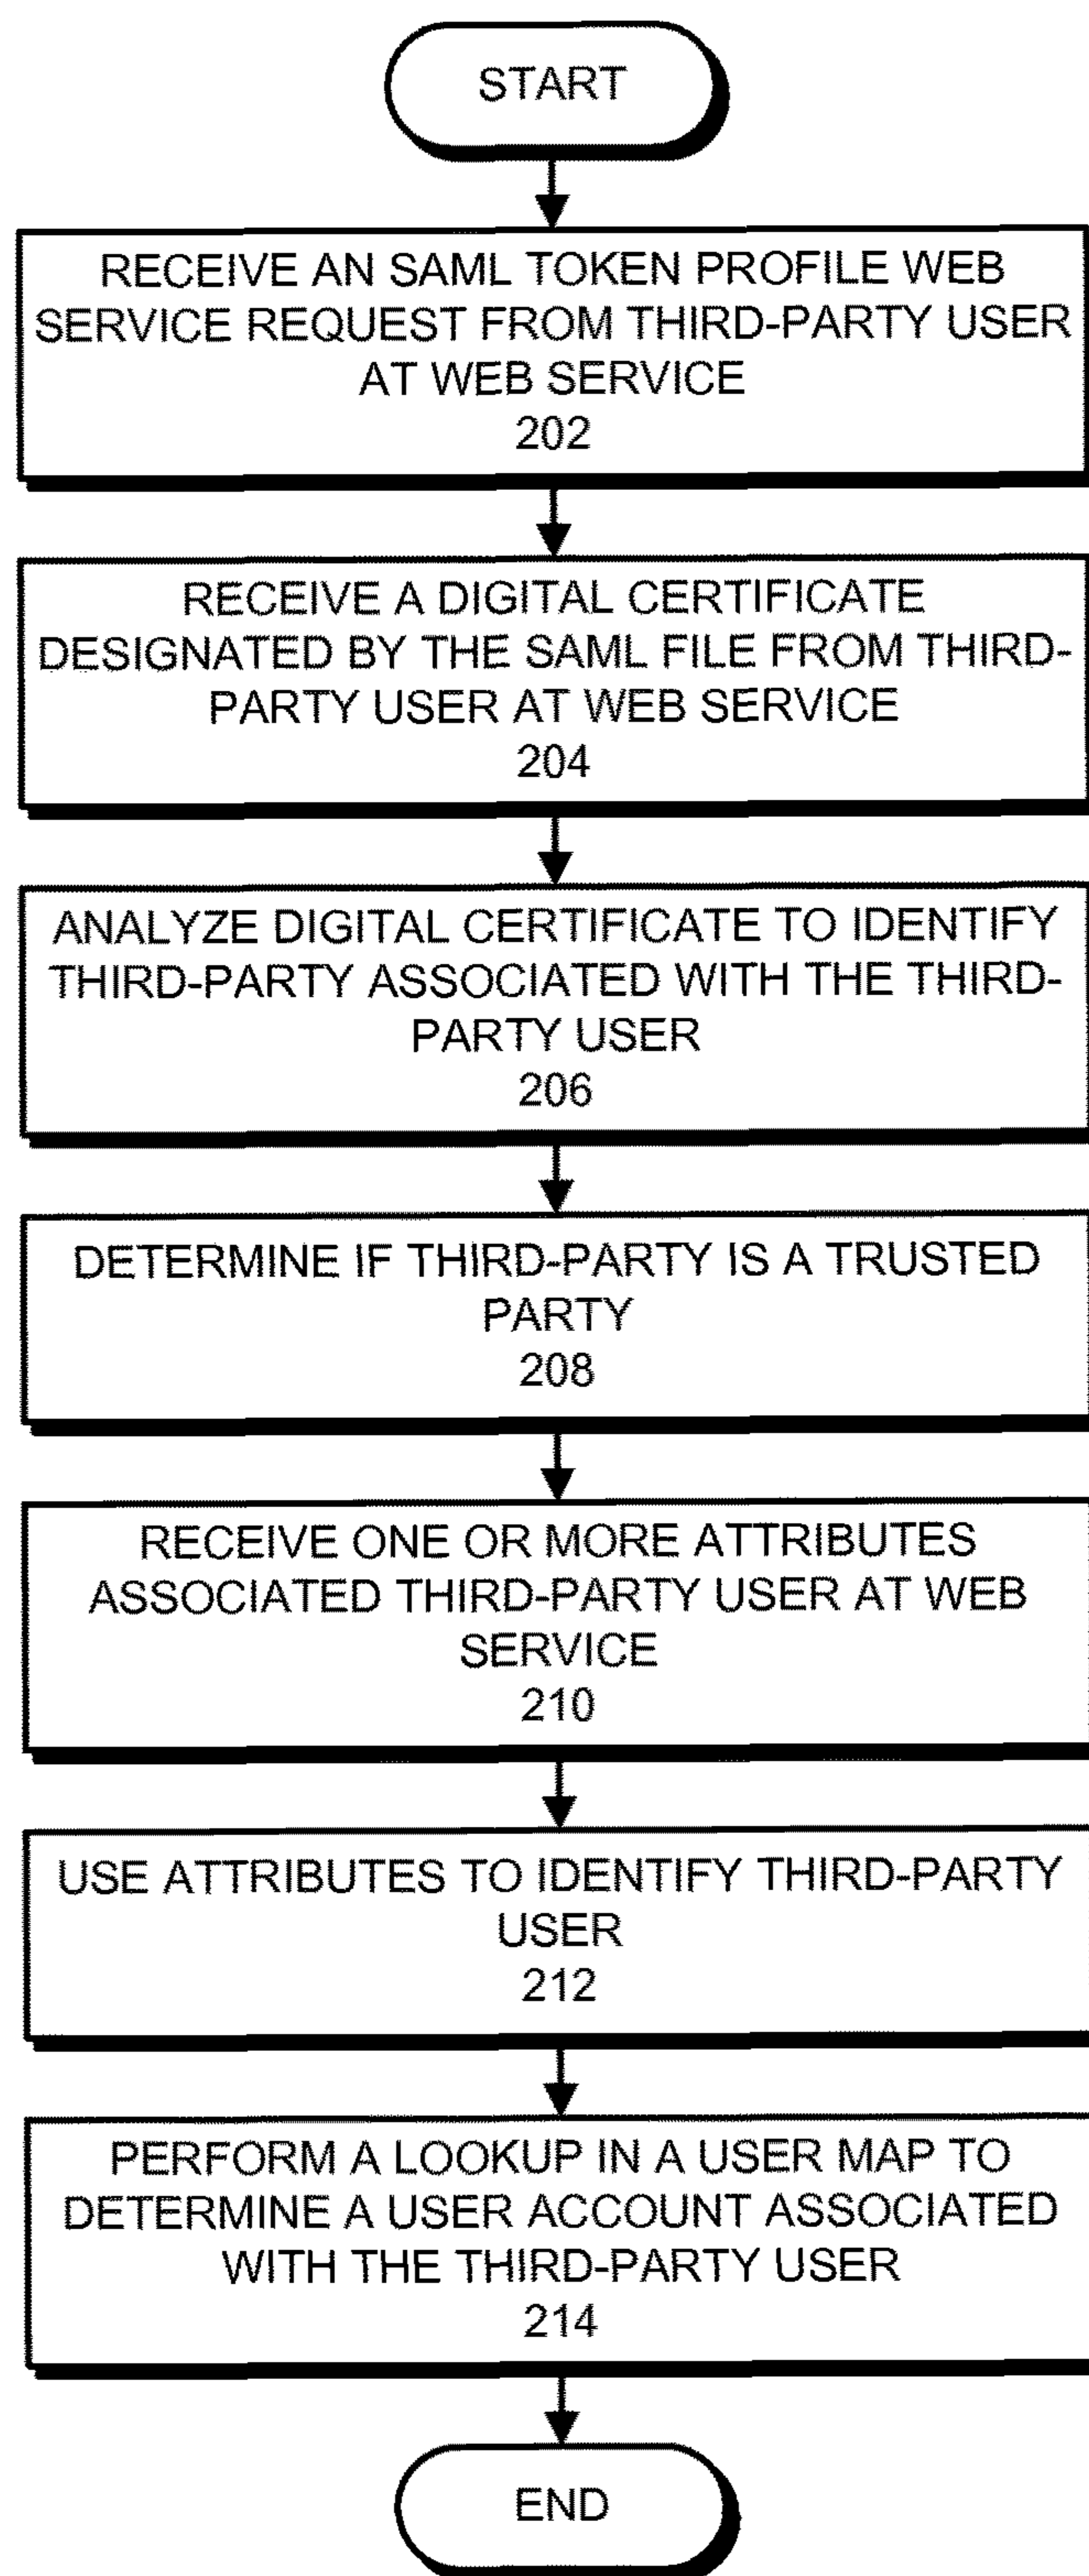 START
RECEIVE AN SAML TOKEN PROFILE WEB
SERVICE REQUEST FROM THIRD-PARTY USER
AT WEB SERVICE
202
RECEIVE A DIGITAL CERTIFICATE
DESIGNATED BY THE SAML FILE FROM THIRD-
PARTY USER AT WEB SERVICE
204
ANALYZE DIGITAL CERTIFICATE TO IDENTIFY
THIRD-PARTY ASSOCIATED WITH THE THIRD-
PARTY USER
206
DETERMINE IF THIRD-PARTY IS A TRUSTED
PARTY
208
RECEIVE ONE OR MORE ATTRIBUTES
ASSOCIATED THIRD-PARTY USER AT WEB
SERVICE
210
USE ATTRIBUTES TO IDENTIFY THIRD-PARTY
USER
212
PERFORM A LOOKUP IN A USER MAP TO
DETERMINE A USER ACCOUNT ASSOCIATED
WITH THE THIRD-PARTY USER
214
END